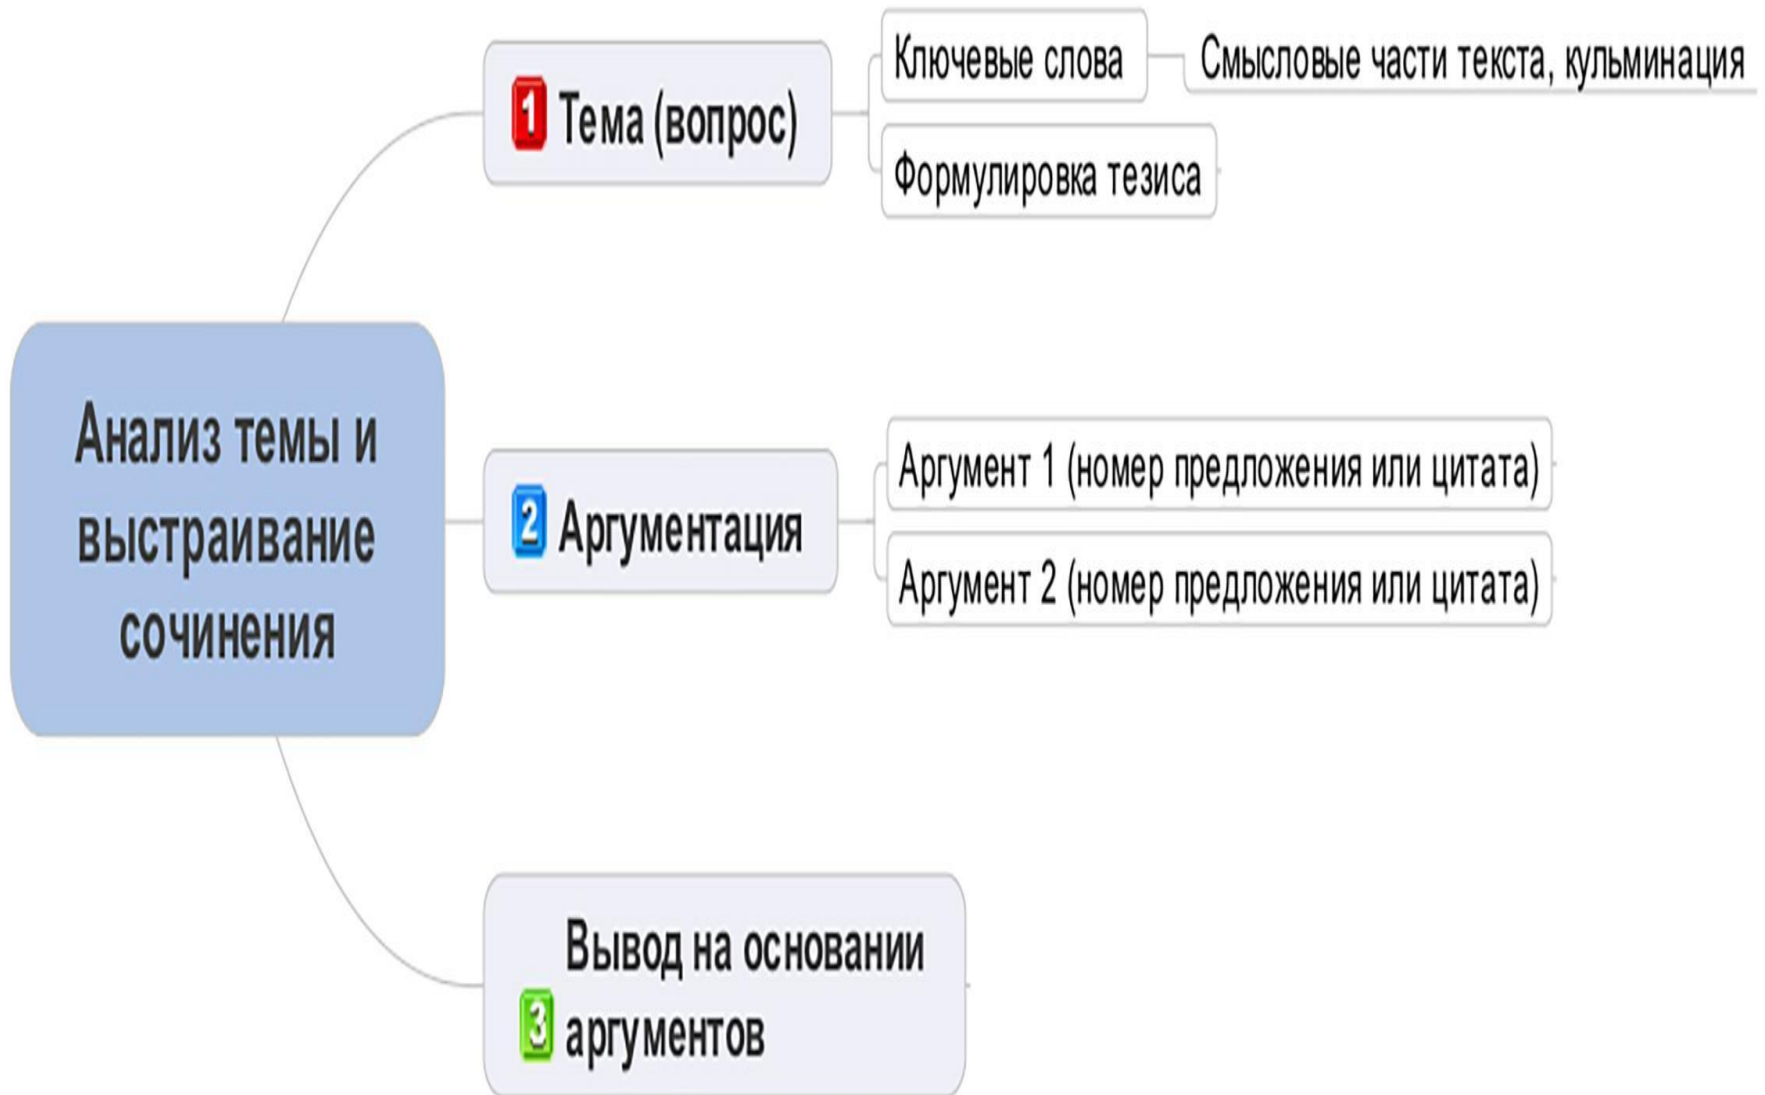 Анализ темы и
выстраивание
сочинения
1 Тема (вопрос)
Ключевые слова
Смысловые части текста, кульминация
Формулировка тезиса
2 Аргументация
Аргумент 1 (номер предложения или цитата)
Аргумент 2 (номер предложения или цитата)
Вывод на основании
3 аргументов